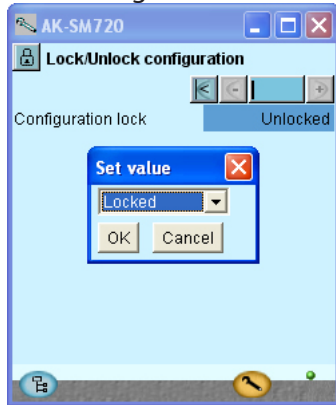 AK-SM720
Lock/Unlock configuration
Configuration lock Unlocked
Set value
Locked
OK Cancel